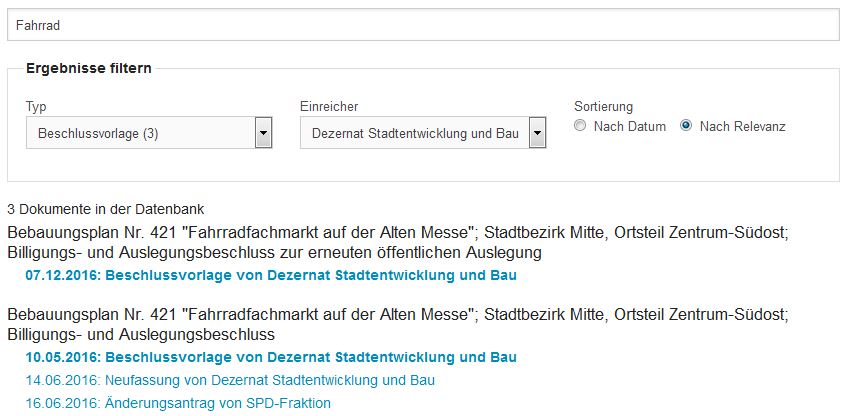 Fahrrad
Ergebnisse filtern
Typ
Einreicher
Sortierung
Beschlussvorlage (3)
Dezernat Stadtentwicklung und Bau
Nach Datum
Nach Relevanz
3 Dokumente in der Datenbank
Bebauungsplan Nr. 421 "Fahrradfachmarkt auf der Alten Messe"; Stadtbezirk Mitte, Ortsteil Zentrum-Südost;
Billigungs- und Auslegungsbeschluss zur erneuten öffentlichen Auslegung
07.12.2016: Beschlussvorlage von Dezernat Stadtentwicklung und Bau
Bebauungsplan Nr. 421 "Fahrradfachmarkt auf der Alten Messe"; Stadtbezirk Mitte, Ortsteil Zentrum-Südost;
Billigungs- und Auslegungsbeschluss
10.05.2016: Beschlussvorlage von Dezernat Stadtentwicklung und Bau
14.06.2016: Neufassung von Dezernat Stadtentwicklung und Bau
16.06.2016: Änderungsantrag von SPD-Fraktion